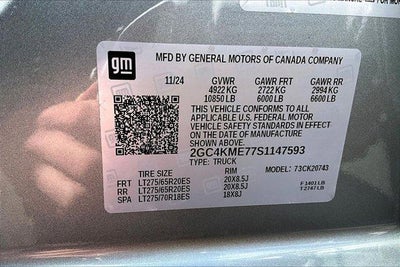 gm
MFD BY GENERAL MOTORS OF CANADA COMPANY
11/24 GVWR GAWR FRT GAWR RR
4922 KG 2722 KG 2994 KG
10850 LB 6000 LB 6600 LB
THIS VEHICLE CONFORMS TO ALL
APPLICABLE U.S. FEDERAL MOTOR
VEHICLE SAFETY STANDARDS IN EFFECT
ON THE DATE OF MANUFACTURE
SHOWN ABOVE.
2GC4KME77S1147593
TYPE: TRUCK MODEL: 73CK20743
TIRE SIZE RIM
FRT LT275/65R20ES 20X8.5J F1401LB
RR LT275/65R20ES 20X8.5J T2747LB
SPA LT275/70R18ES 18X8J